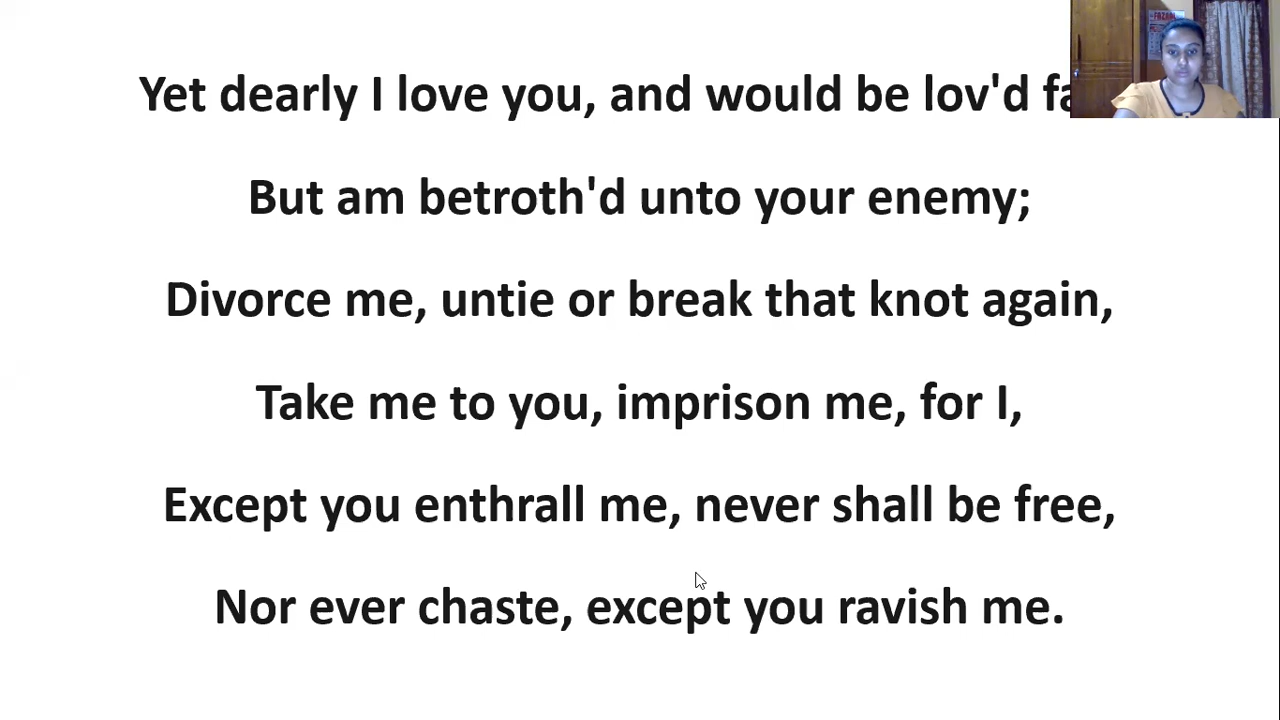 Yet dearly I love you, and would be lov'd
But am betroth'd unto your enemy;
Divorce me, untie or break that knot again,
Take me to you, imprison me, for I,
Except you enthrall me, never shall be free,
Nor ever chaste, except you ravish me.